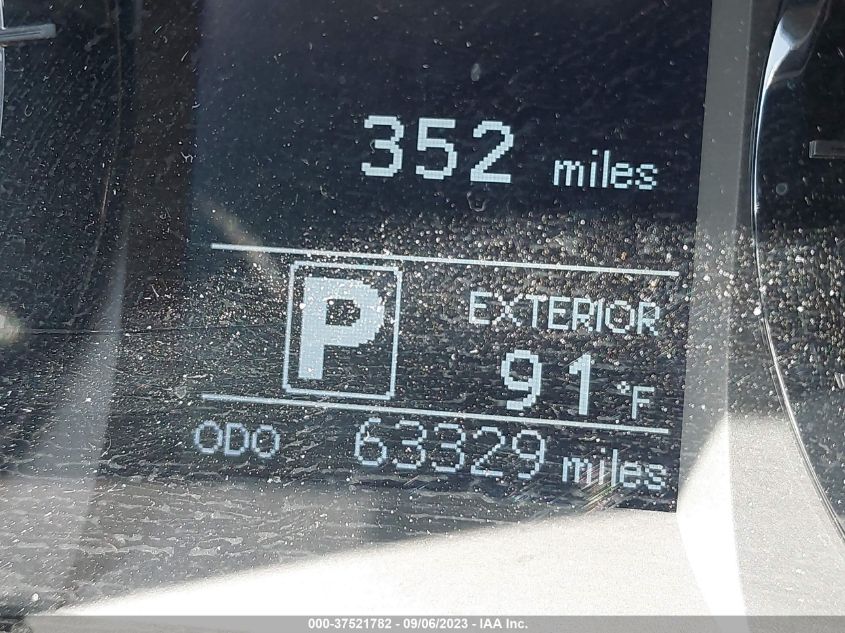 352 miles
P
EXTERIOR
91 °F
ODO 63329 miles
000-37521782 - 09/06/2023 - IAA Inc.